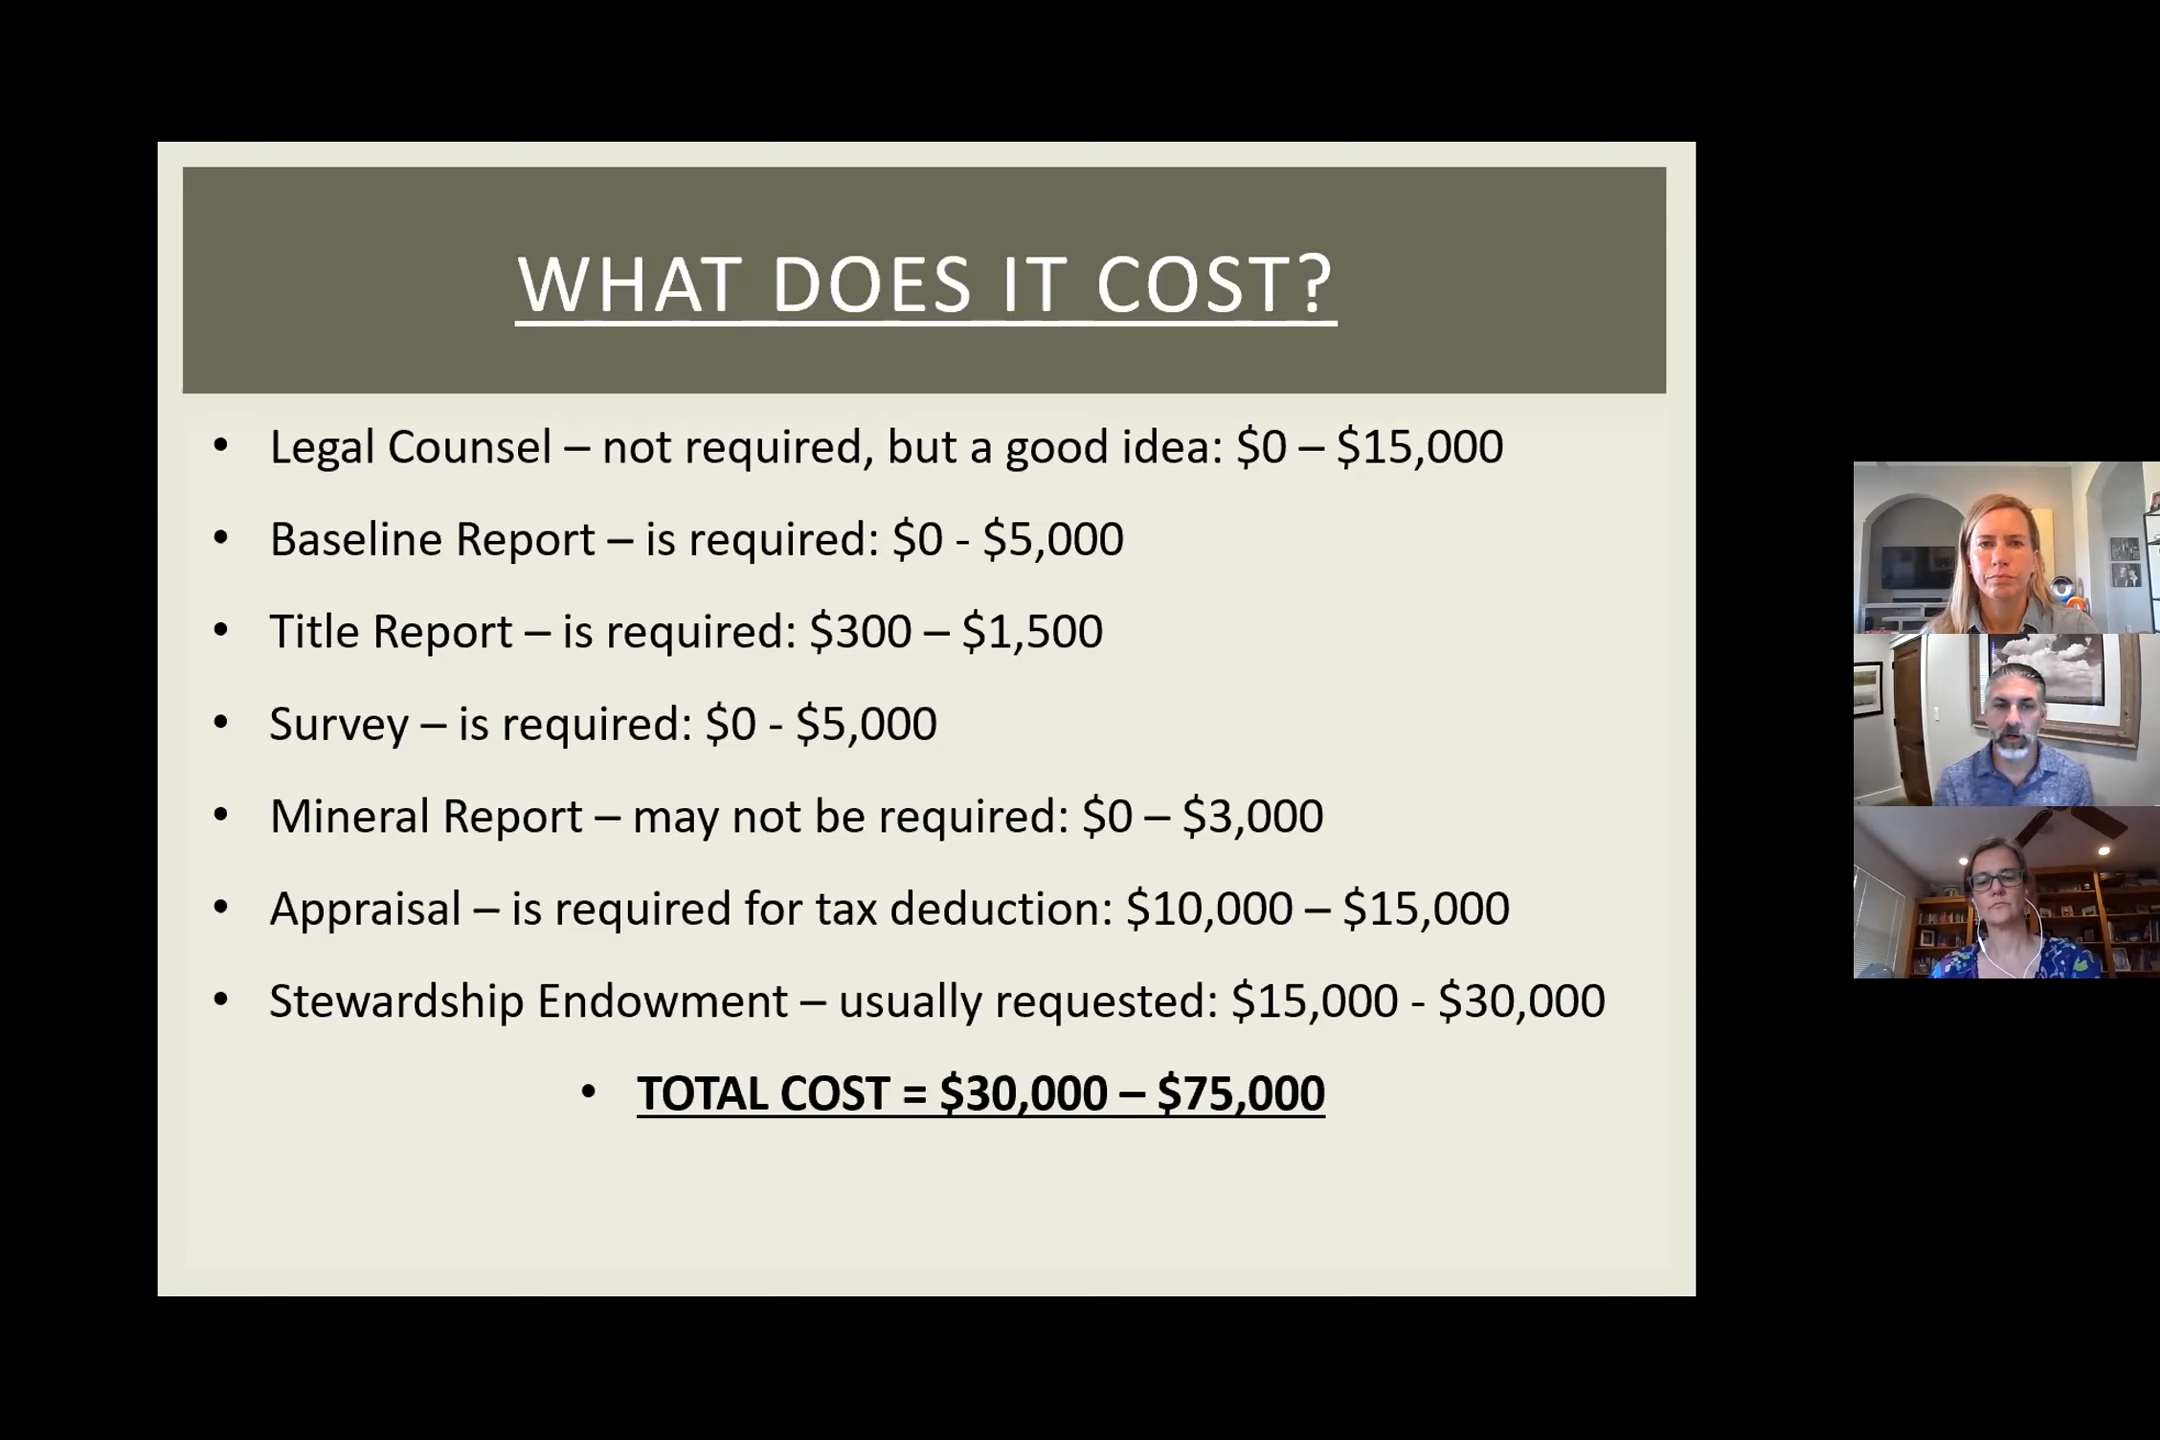 WHAT DOES IT COST?
• Legal Counsel – not required, but a good idea: $0 – $15,000
• Baseline Report – is required: $0 - $5,000
• Title Report – is required: $300 – $1,500
• Survey – is required: $0 - $5,000
• Mineral Report – may not be required: $0 – $3,000
• Appraisal – is required for tax deduction: $10,000 – $15,000
• Stewardship Endowment – usually requested: $15,000 - $30,000
• TOTAL COST = $30,000 – $75,000